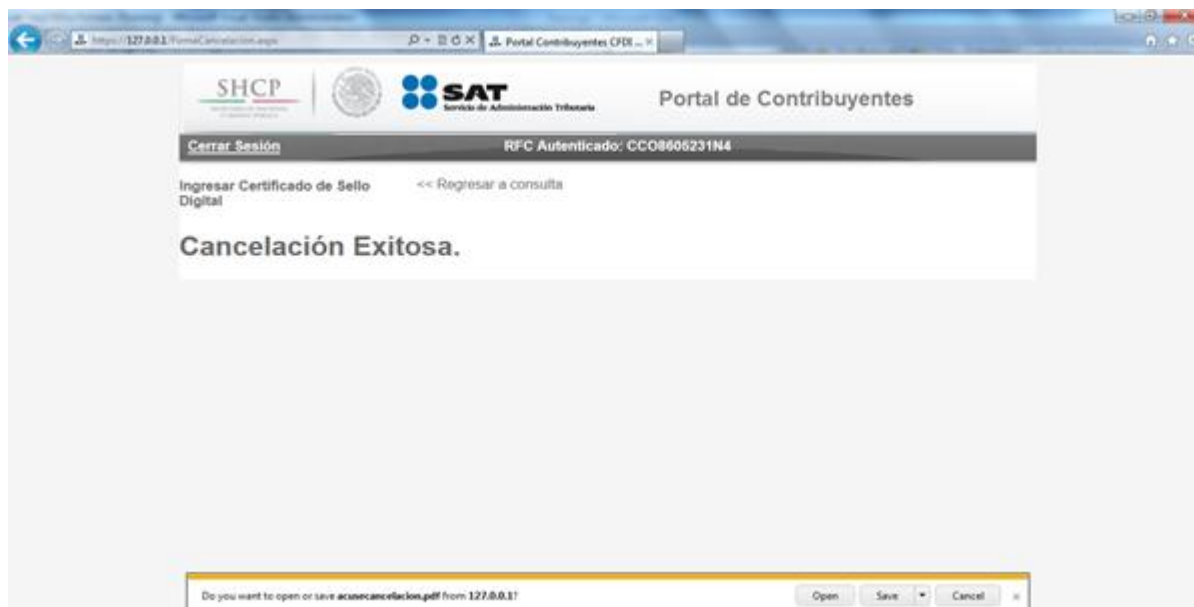 https://127.0.0.1/FormaCancelacion.aspx
Portal Contribuyentes CFDI ...
SHCP
SAT
Servicio de Administración Tributaria
Portal de Contribuyentes
Cerrar Sesión
RFC Autenticado: CCO8605231N4
Ingresar Certificado de Sello
Digital
<< Regresar a consulta
Cancelación Exitosa.
Do you want to open or save acusecancelacion.pdf from 127.0.0.1?
Open
Save
Cancel